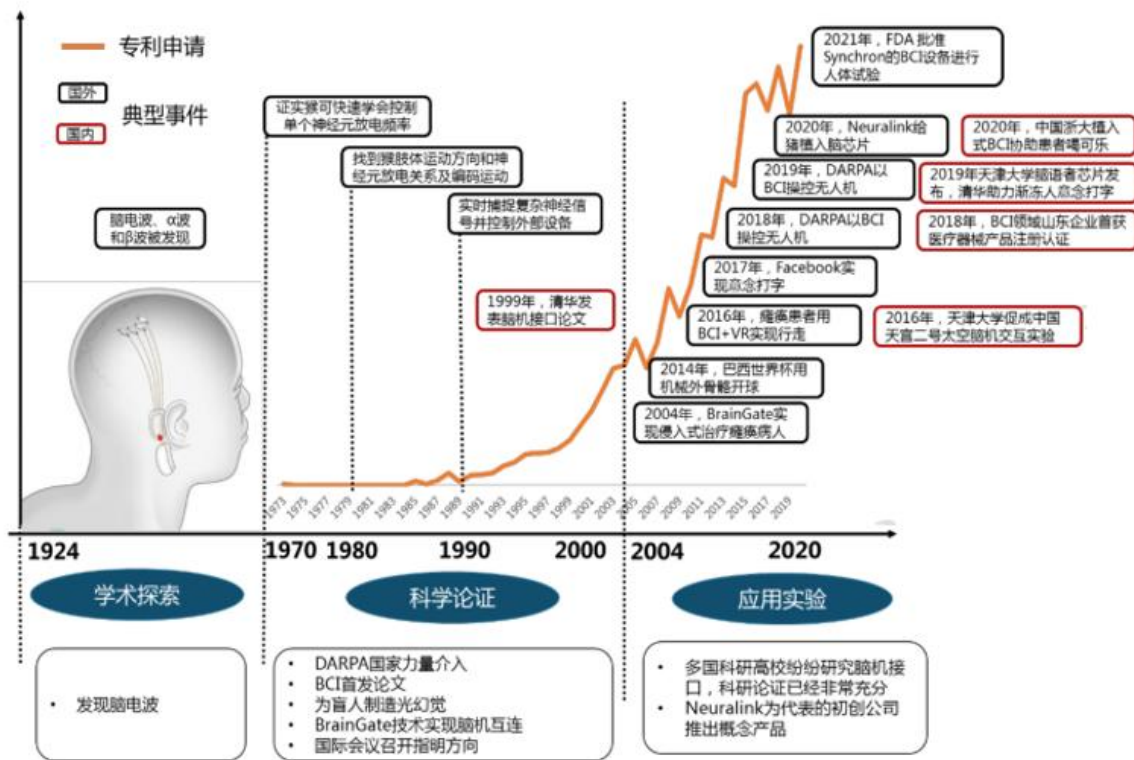 专利申请
国外
典型事件
国内
脑电波、α波
和β波被发现
证实猴可快速学会控制
单个神经元放电频率
找到猴肢体运动方向和神
经元放电关系及编码运动
实时捕捉复杂神经信
号并控制外部设备
1999年，清华发
表脑机接口论文
2021年，FDA 批准
Synchron的BCI设备进行
人体试验
2020年，Neuralink给
猪植入脑芯片
2020年，中国浙大植入
式BCI协助患者喝可乐
2019年，DARPA以
BCI操控无人机
2019年天津大学脑语者芯片发
布，清华助力渐冻人意念打字
2018年，DARPA以BCI
操控无人机
2018年，BCI领域山东企业首获
医疗器械产品注册认证
2017年，Facebook实
现意念打字
2016年，瘫痪患者用
BCI+VR实现行走
2016年，天津大学促成中国
天宫二号太空脑机交互实验
2014年，巴西世界杯用
机械外骨骼开球
2004年，BrainGate实
现侵入式治疗瘫痪病人
1973 1975 1977 1979 1981 1983 1985 1987 1989 1991 1993 1995 1997 1999 2001 2003 2005 2007 2009 2011 2013 2015 2017 2019
1924 1970 1980 1990 2000 2004 2020
学术探索
科学论证
应用实验
• 发现脑电波
• DARPA国家力量介入
• BCI首发论文
• 为盲人制造光幻觉
• BrainGate技术实现脑机互连
• 国际会议召开指明方向
• 多国科研高校纷纷研究脑机接
口，科研论证已经非常充分
• Neuralink为代表的初创公司
推出概念产品